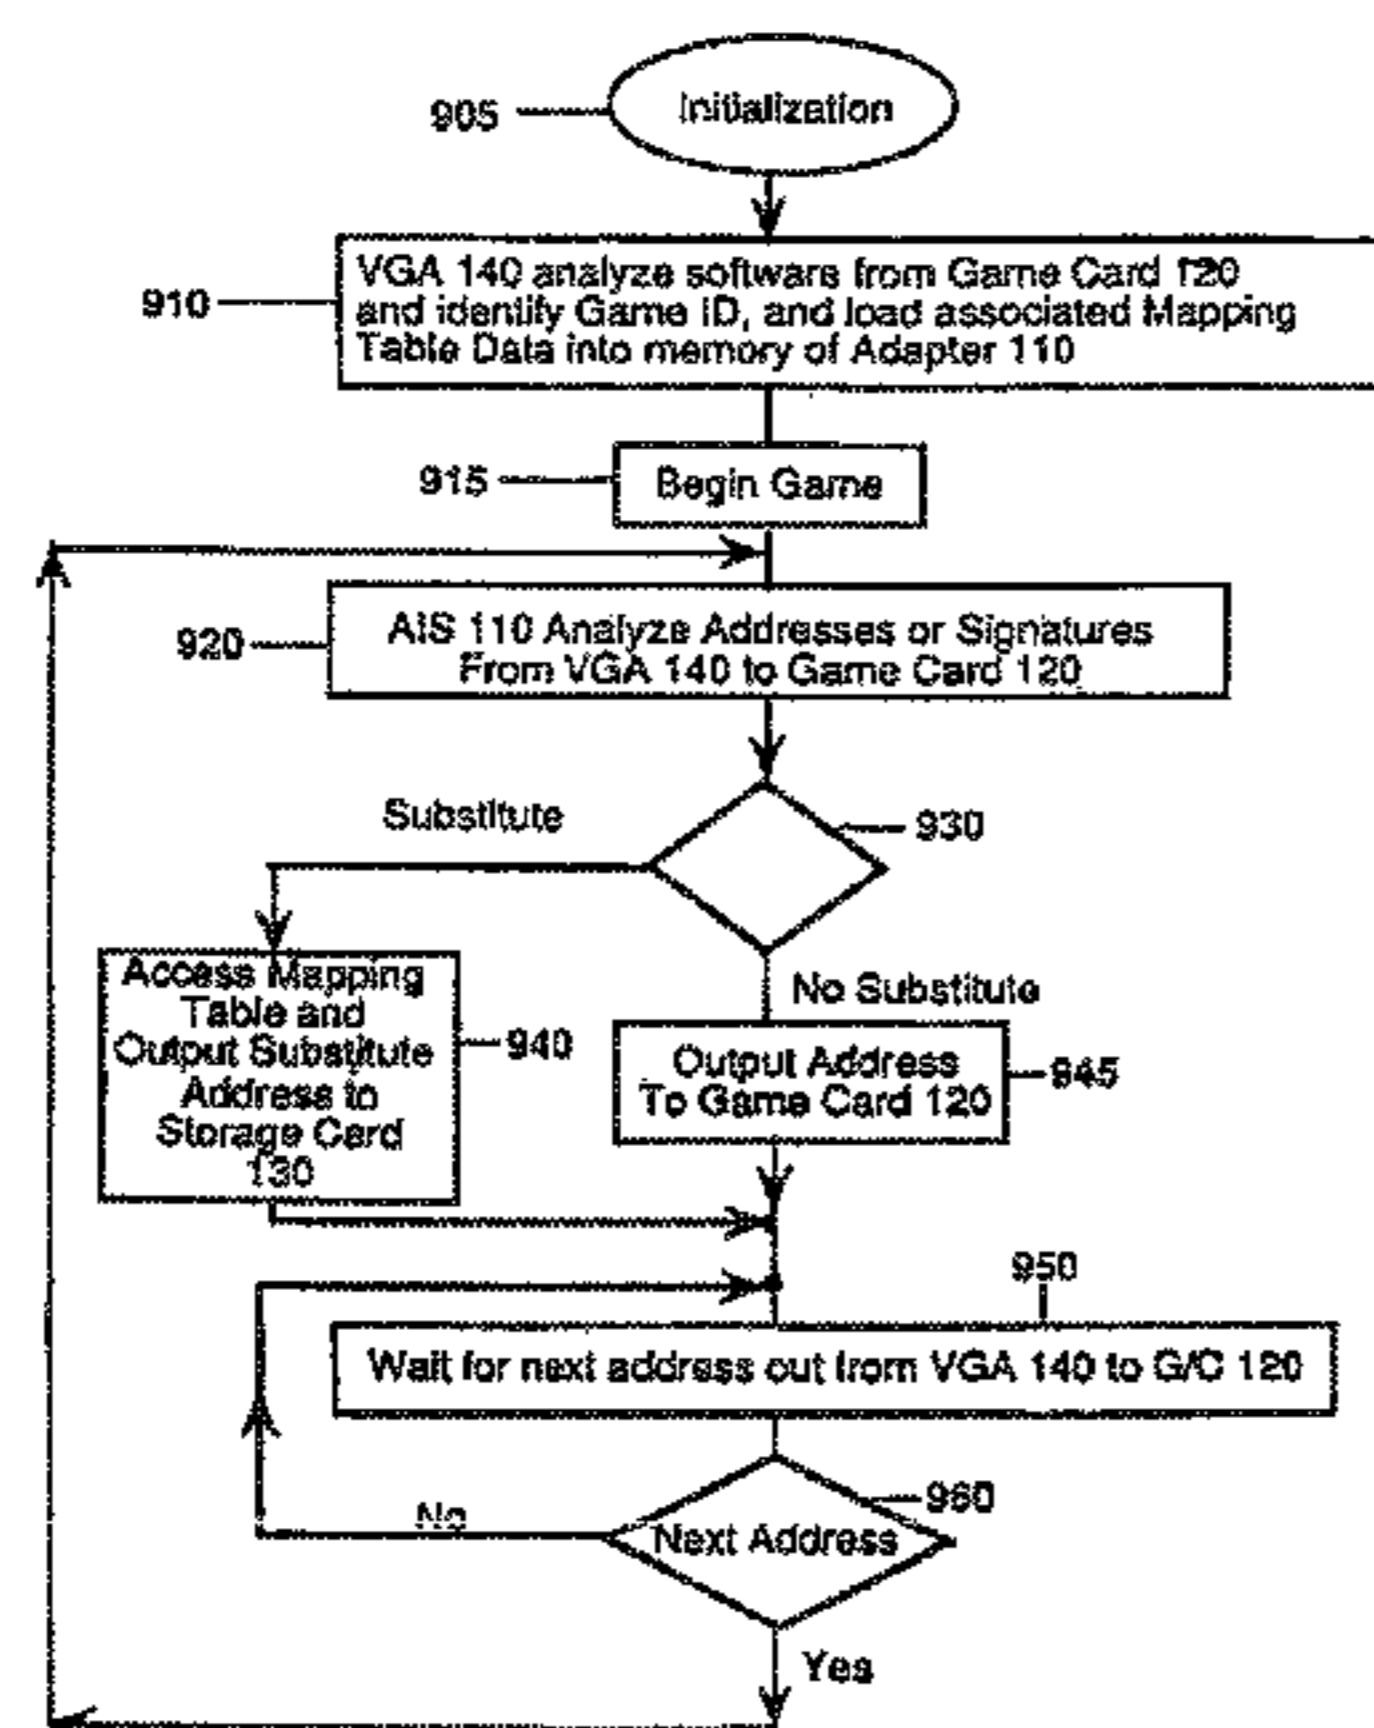 905
Initialization
910
VGA 140 analyze software from Game Card 120
and identify Game ID, and load associated Mapping
Table Data into memory of Adapter 110
915
Begin Game
920
AIS 110 Analyze Addresses or Signatures
From VGA 140 to Game Card 120
Substitute
930
Access Mapping
Table and
Output Substitute
Address to
Storage Card
130
940
No Substitute
Output Address
To Game Card 120
945
950
Wait for next address out from VGA 140 to G/C 120
960
No
Next Address
Yes